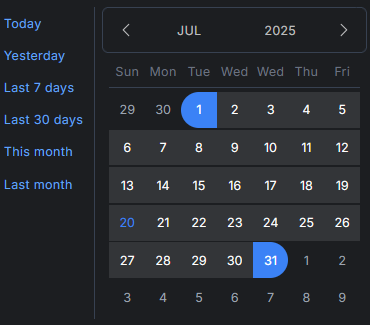 Today
Yesterday
Last 7 days
Last 30 days
This month
Last month
JUL 2025
Sun Mon Tue Wed Wed Thu Fri
29 30 1 2 3 4 5
6 7 8 9 10 11 12
13 14 15 16 17 18 19
20 21 22 23 24 25 26
27 28 29 30 31 1 2
3 4 5 6 7 8 9